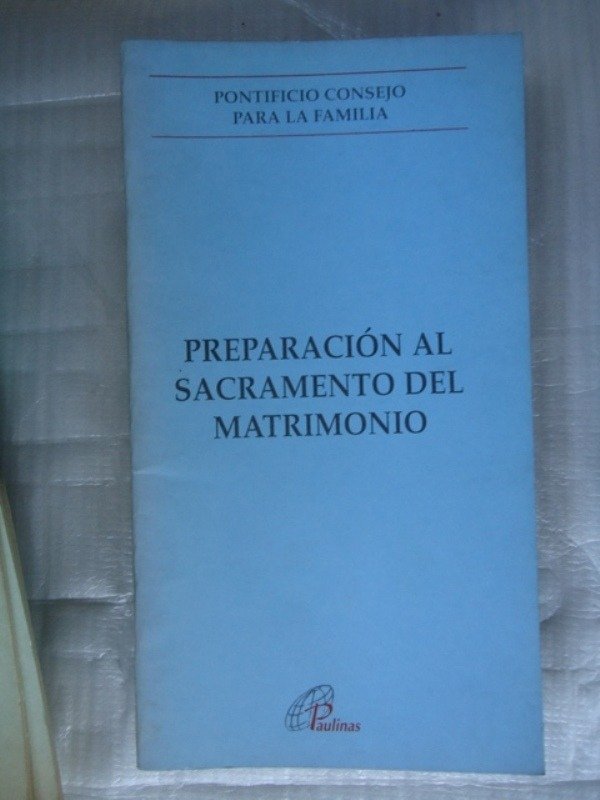 PONTIFICIO CONSEJO
PARA LA FAMILIA
PREPARACIÓN AL
SACRAMENTO DEL
MATRIMONIO
Paulinas